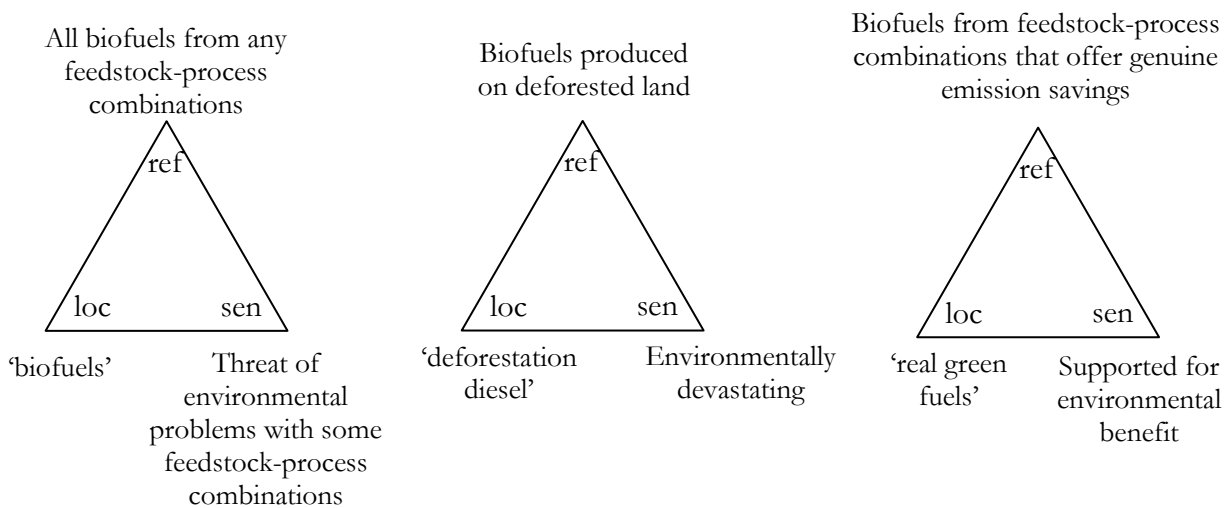 All biofuels from any
feedstock-process
combinations
ref
loc
sen
‘biofuels’
Threat of
environmental
problems with some
feedstock-process
combinations
Biofuels produced
on deforested land
ref
loc
sen
‘deforestation
diesel’
Environmentally
devastating
Biofuels from feedstock-process
combinations that offer genuine
emission savings
ref
loc
sen
‘real green
fuels’
Supported for
environmental
benefit